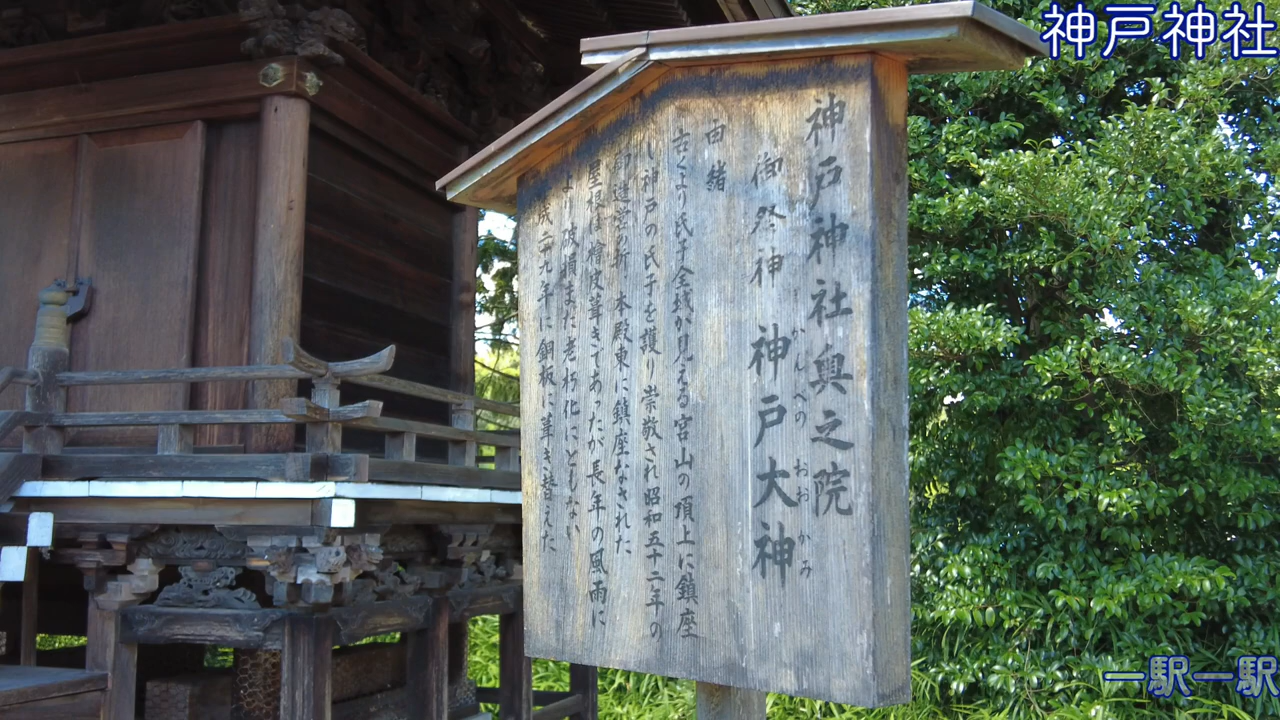 神戸神社
神戸神社奥之院
御祭神 神戸大神
かんべの おおかみ
由緒
古くより氏子全域が見える宮山の頂上に鎮座
し神戸の氏子を護り崇敬され昭和五十二年の
御造営の折 本殿東に鎮座なされた
屋根は檜皮葺きであったが長年の風雨に
より破損また老朽化にともない
成二九年に銅板に葺き替えた
一駅一駅